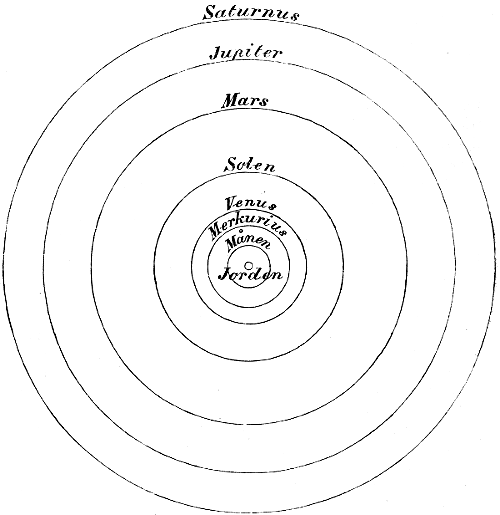 Saturnus
Jupiter
Mars
Solen
Venus
Merkurius
Månen
Jorden